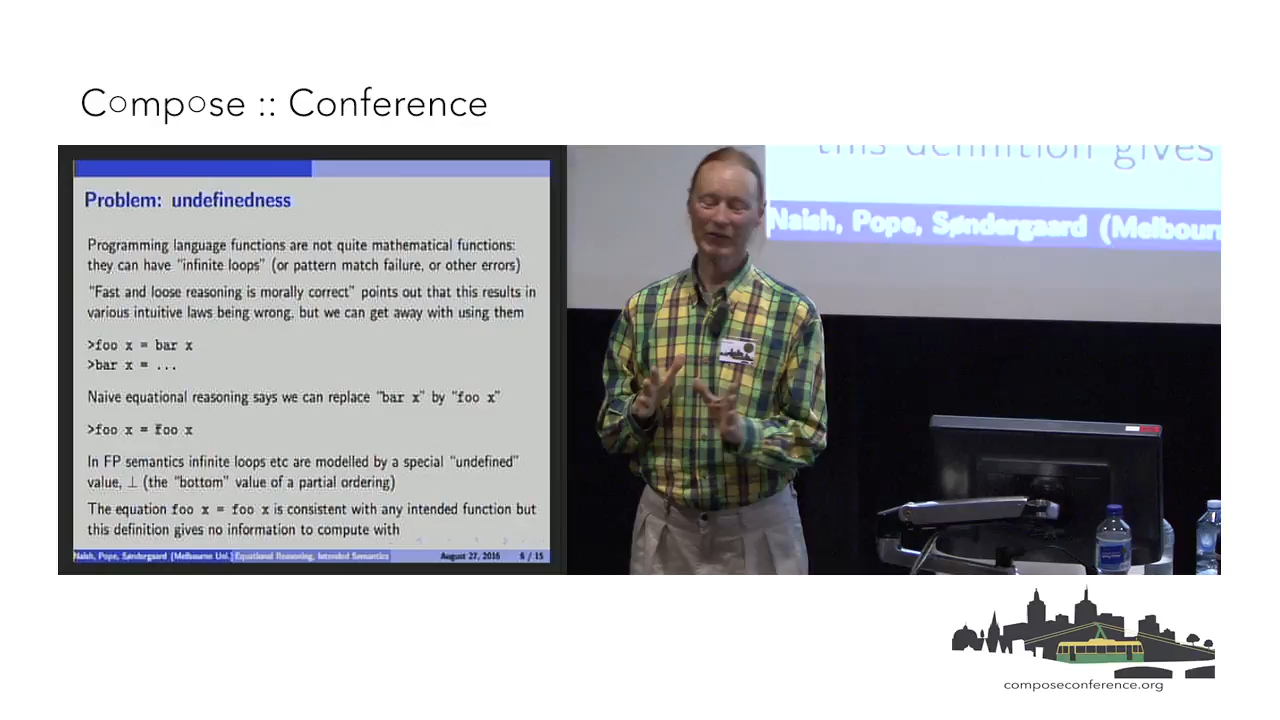 Compose :: Conference
Problem: undefinedness
Programming language functions are not quite mathematical functions:
they can have "infinite loops" (or pattern match failure, or other errors)
"Fast and loose reasoning is morally correct" points out that this results in
various intuitive laws being wrong, but we can get away with using them
>foo x = bar x
>bar x = ...
Naive equational reasoning says we can replace "bar x" by "foo x"
>foo x = foo x
In FP semantics infinite loops etc are modelled by a special "undefined"
value, ⊥ (the "bottom" value of a partial ordering)
The equation foo x = foo x is consistent with any intended function but
this definition gives no information to compute with
Naish, Pope, Søndergaard (Melbourne Uni.) Equational Reasoning, Intended Semantics August 27, 2016 6 / 15
this definition gives
Naish, Pope, Søndergaard (Melbourn
composeconference.org